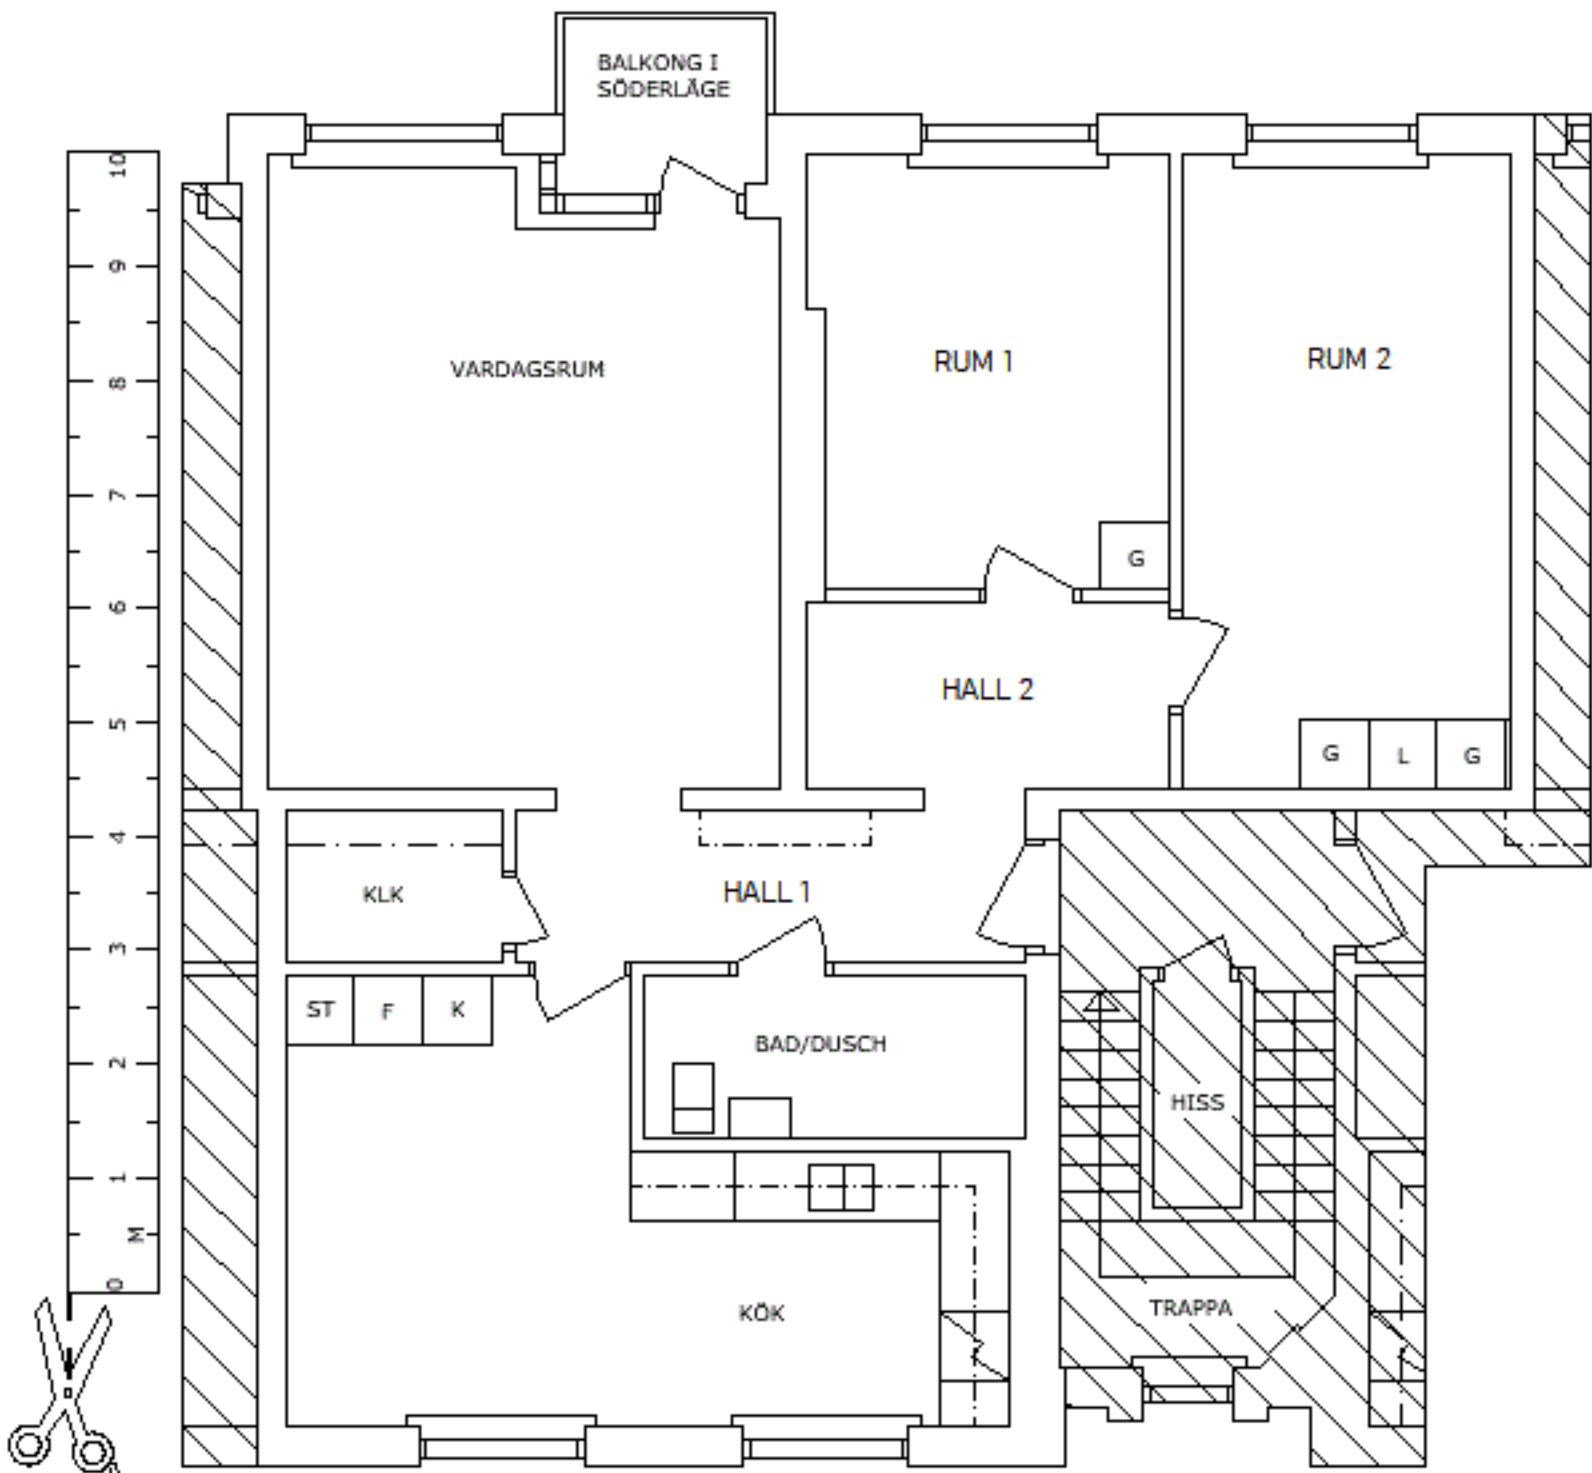 BALKONG I
SÖDERLÄGE
10
9
8
7
6
5
4
3
2
1
M
0
VARDAGSRUM
RUM 1
RUM 2
G
HALL 2
G
L
G
KLK
HALL 1
ST
F
K
BAD/DUSCH
HISS
KÖK
TRAPPA